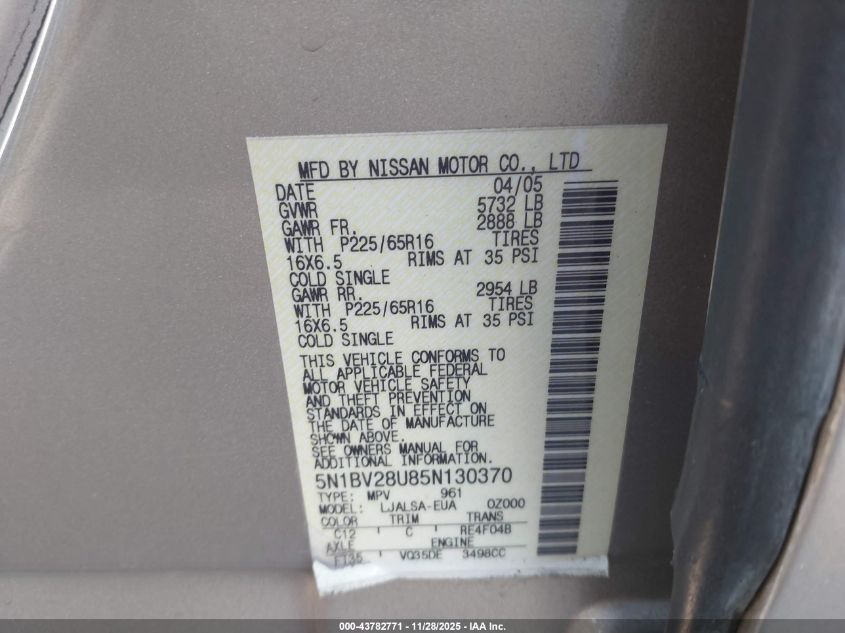 MFD BY NISSAN MOTOR CO., LTD
DATE 04/05
GVWR 5732 LB
GAWR FR. 2888 LB
WITH P225/65R16 TIRES
16X6.5 RIMS AT 35 PSI
COLD SINGLE
GAWR RR. 2954 LB
WITH P225/65R16 TIRES
16X6.5 RIMS AT 35 PSI
COLD SINGLE
THIS VEHICLE CONFORMS TO
ALL APPLICABLE FEDERAL
MOTOR VEHICLE SAFETY
AND THEFT PREVENTION
STANDARDS IN EFFECT ON
THE DATE OF MANUFACTURE
SHOWN ABOVE.
SEE OWNERS MANUAL FOR
ADDITIONAL INFORMATION
5N1BV28U85N130370
TYPE: MPV 961
MODEL: LJALSA-EUA 0Z000
COLOR TRIM TRANS
C12 C RE4F04B
AXLE ENGINE
FT35 VQ35DE 3498CC
000-43782771 - 11/28/2025 - IAA Inc.